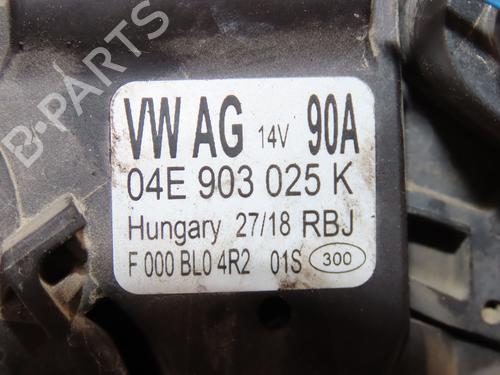 VW AG 14V 90A
04E 903 025 K
Hungary 27/18 RBJ
F 000 BL0 4R2 01S 300
B-PARTS